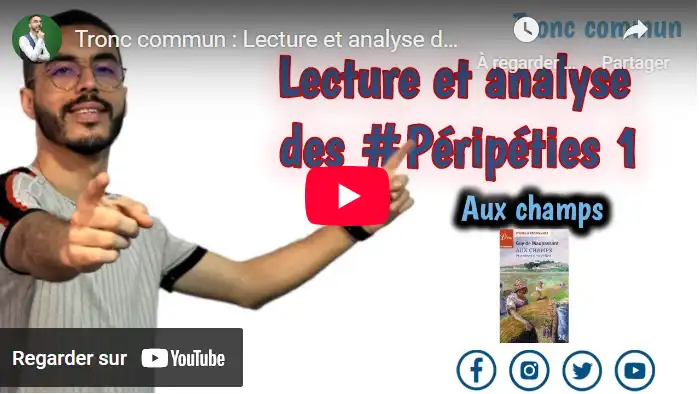 Tronc commun : Lecture et analyse d...
Tronc commun
À regarder ...
Partager
Lecture et analyse
des #Péripéties 1
Aux champs
Guy de Maupassant
AUX CHAMPS
Regarder sur YouTube